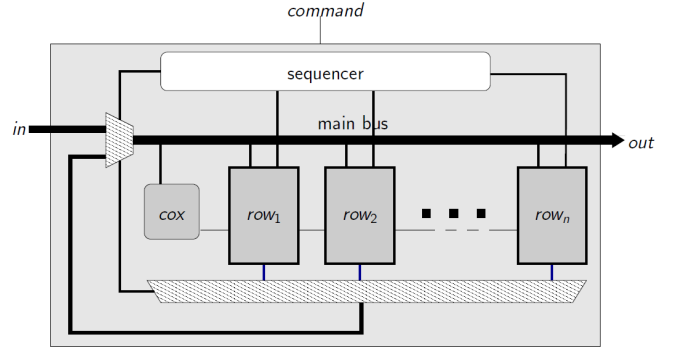 command
sequencer
in
main bus
out
cox
row1
row2
rown